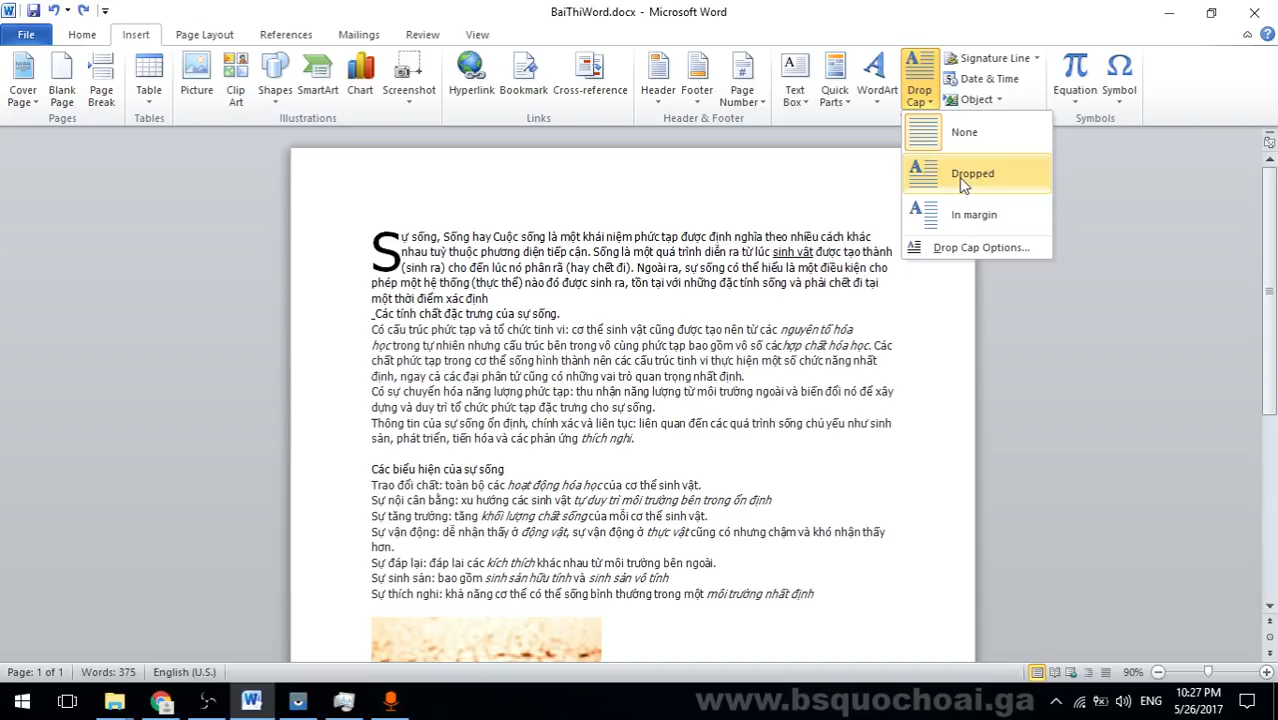 BaiThiWord.docx - Microsoft Word
File Home Insert Page Layout References Mailings Review View
Cover Page Blank Page Page Break Table Picture Clip Art Shapes SmartArt Chart Screenshot Hyperlink Bookmark Cross-reference Header Footer Page Number Text Box Quick Parts WordArt Drop Cap Signature Line Date & Time Object Equation Symbol
Pages Tables Illustrations Links Header & Footer Symbols
None
Dropped
In margin
Drop Cap Options...
Sự sống, Sống hay Cuộc sống là một khái niệm phức tạp được định nghĩa theo nhiều cách khác
nhau tuỳ thuộc phương diện tiếp cận. Sống là một quá trình diễn ra từ lúc sinh vật được tạo thành
(sinh ra) cho đến lúc nó phân rã (hay chết đi). Ngoài ra, sự sống có thể hiểu là một điều kiện cho
phép một hệ thống (thực thể) nào đó được sinh ra, tồn tại với những đặc tính sống và phải chết đi tại
một thời điểm xác định
Các tính chất đặc trưng của sự sống.
Có cấu trúc phức tạp và tổ chức tinh vi: cơ thể sinh vật cũng được tạo nên từ các nguyên tố hóa
học trong tự nhiên nhưng cấu trúc bên trong vô cùng phức tạp bao gồm vô số các hợp chất hóa học. Các
chất phức tạp trong cơ thể sống hình thành nên các cấu trúc tinh vi thực hiện một số chức năng nhất
định, ngay cả các đại phân tử cũng có những vai trò quan trọng nhất định.
Có sự chuyển hóa năng lượng phức tạp: thu nhận năng lượng từ môi trường ngoài và biến đổi nó để xây
dựng và duy trì tổ chức phức tạp đặc trưng cho sự sống.
Thông tin của sự sống ổn định, chính xác và liên tục: liên quan đến các quá trình sống chủ yếu như sinh
sản, phát triển, tiến hóa và các phản ứng thích nghi.
Các biểu hiện của sự sống
Trao đổi chất: toàn bộ các hoạt động hóa học của cơ thể sinh vật.
Sự nội cân bằng: xu hướng các sinh vật tự duy trì môi trường bên trong ổn định
Sự tăng trưởng: tăng khối lượng chất sống của mỗi cơ thể sinh vật.
Sự vận động: dễ nhận thấy ở động vật, sự vận động ở thực vật cũng có nhưng chậm và khó nhận thấy
hơn.
Sự đáp lại: đáp lai các kích thích khác nhau từ môi trường bên ngoài.
Sự sinh sản: bao gồm sinh sản hữu tính và sinh sản vô tính
Sự thích nghi: khả năng cơ thể có thể sống bình thường trong một môi trường nhất định
Page: 1 of 1 Words: 375 English (U.S.) 90%
www.bsquochoai.ga
ENG 10:27 PM
5/26/2017